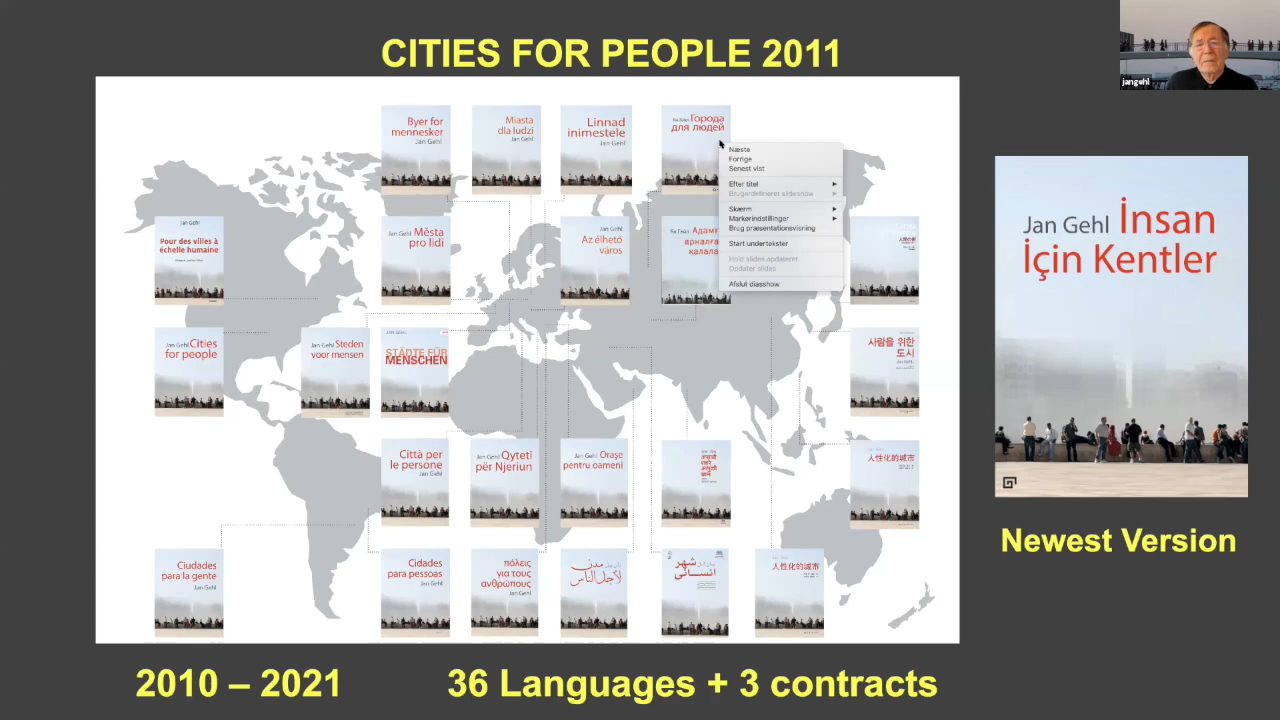 CITIES FOR PEOPLE 2011
jangehl
Byer for
mennesker
Jan Gehl
Miasta
dla ludzi
Jan Gehl
Linnad
inimestele
Jan Gehl
Города
для людей
Næste
Forrige
Senest vist
Efter titel
Brugerdefineret slideshow
Skærm
Markørindstillinger
Brug præsentationsvisning
Start undertekster
Hold slides opdateret
Opdater slides
Afslut diasshow
Jan Gehl
Pour des villes à
échelle humaine
Jan Gehl Města
pro lidi
Jan Gehl
Az élhető
város
Jan Gehl Cities
for people
Jan Gehl Steden
voor mensen
STÄDTE FÜR
MENSCHEN
사람을 위한
도시
Jan Gehl İnsan
İçin Kentler
Città per
le persone
Jan Gehl
Jan Gehl Qyteti
për Njeriun
Jan Gehl Orașe
pentru oameni
人性化的城市
Newest Version
Ciudades
para la gente
Jan Gehl
Cidades
para pessoas
Jan Gehl
πόλεις
για τους
ανθρώπους
Jan Gehl
مدن
لأجل الناس
شهر
انسانی
人性化的城市
2010 – 2021
36 Languages + 3 contracts